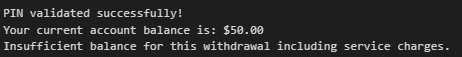 PIN validated successfully!
Your current account balance is: $50.00
Insufficient balance for this withdrawal including service charges.